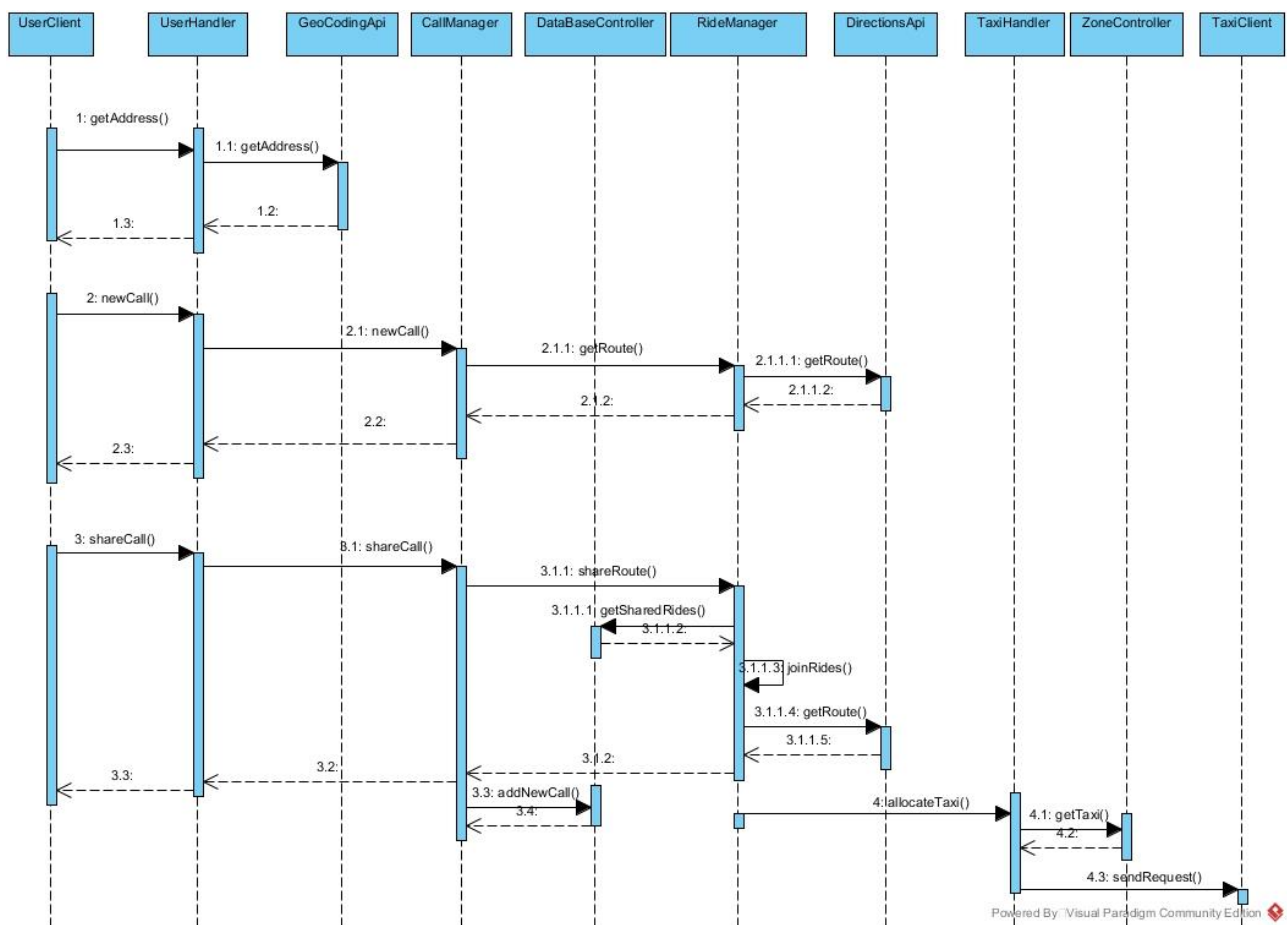 UserClient
UserHandler
GeoCodingApi
CallManager
DataBaseController
RideManager
DirectionsApi
TaxiHandler
ZoneController
TaxiClient
1: getAddress()
1.1: getAddress()
1.2:
1.3:
2: newCall()
2.1: newCall()
2.1.1: getRoute()
2.1.1.1: getRoute()
2.1.1.2:
2.1.2:
2.2:
2.3:
3: shareCall()
3.1: shareCall()
3.1.1: shareRoute()
3.1.1.1: getSharedRides()
3.1.1.2:
3.1.1.3: joinRides()
3.1.1.4: getRoute()
3.1.1.5:
3.1.2:
3.2:
3.3:
3.3: addNewCall()
3.4:
4: allocateTaxi()
4.1: getTaxi()
4.2:
4.3: sendRequest()
Powered By Visual Paradigm Community Edition